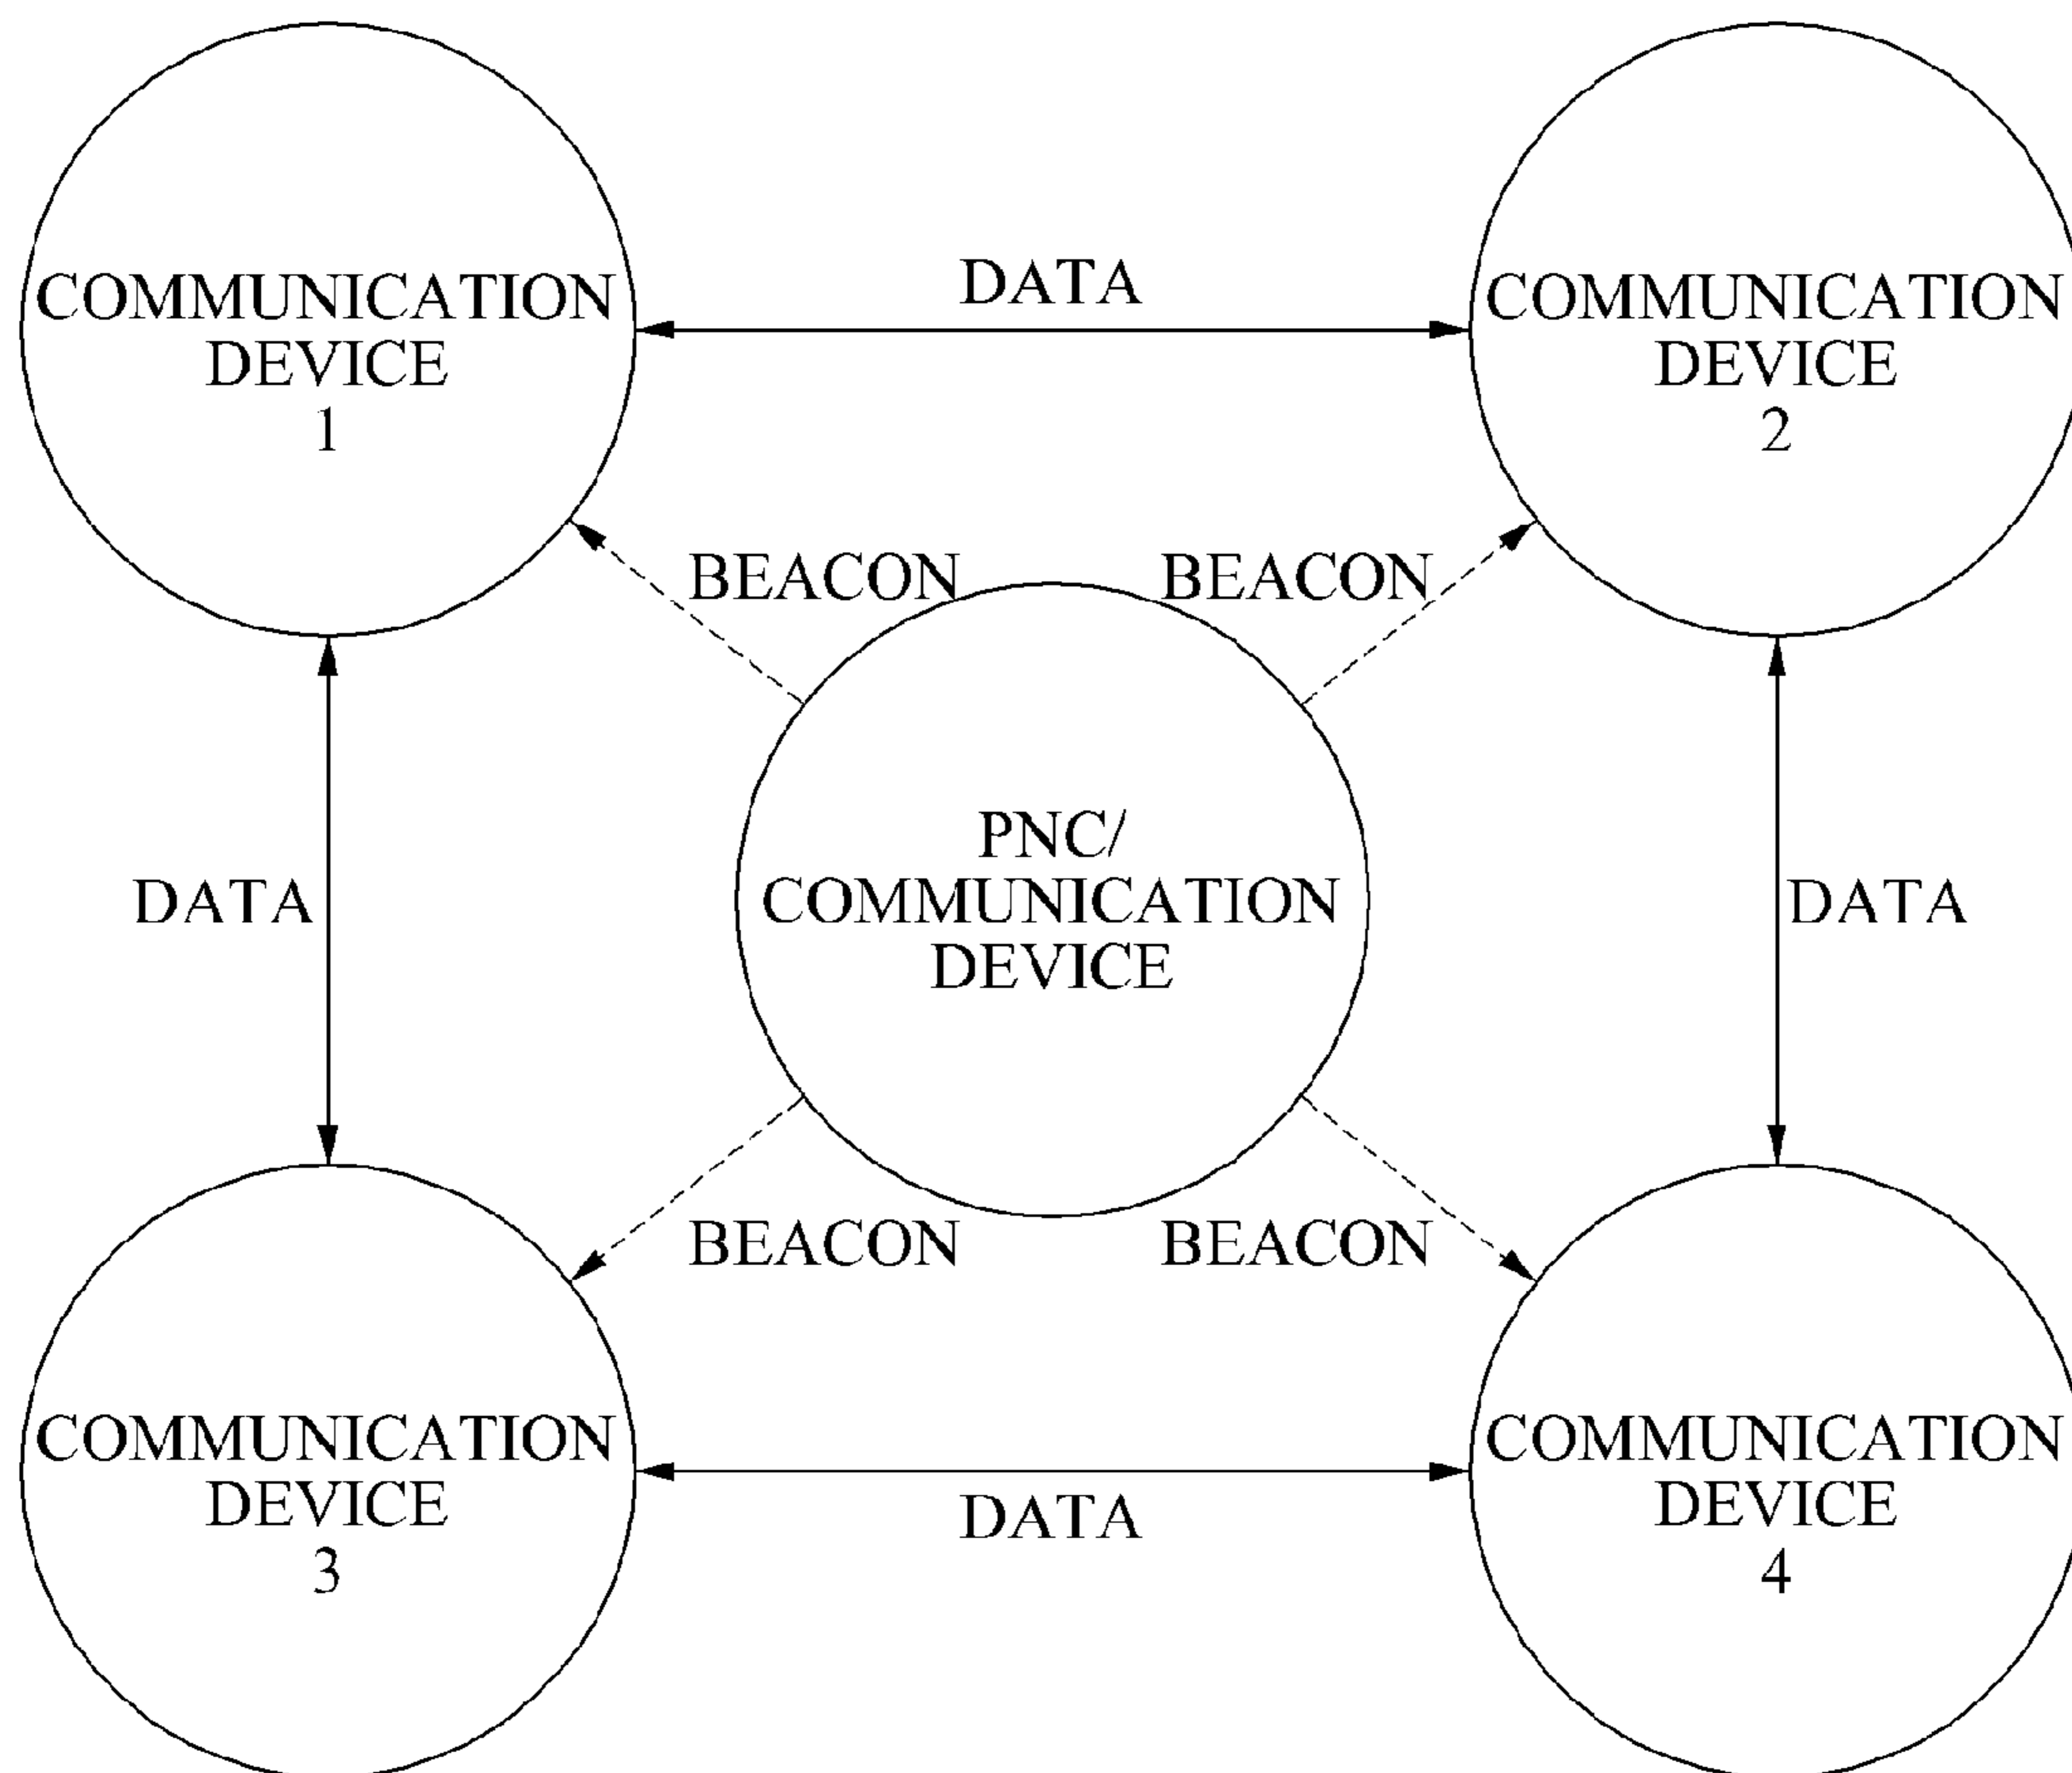 COMMUNICATION
DEVICE
1
DATA
COMMUNICATION
DEVICE
2
BEACON
BEACON
PNC/
COMMUNICATION
DEVICE
DATA
DATA
BEACON
BEACON
COMMUNICATION
DEVICE
3
DATA
COMMUNICATION
DEVICE
4